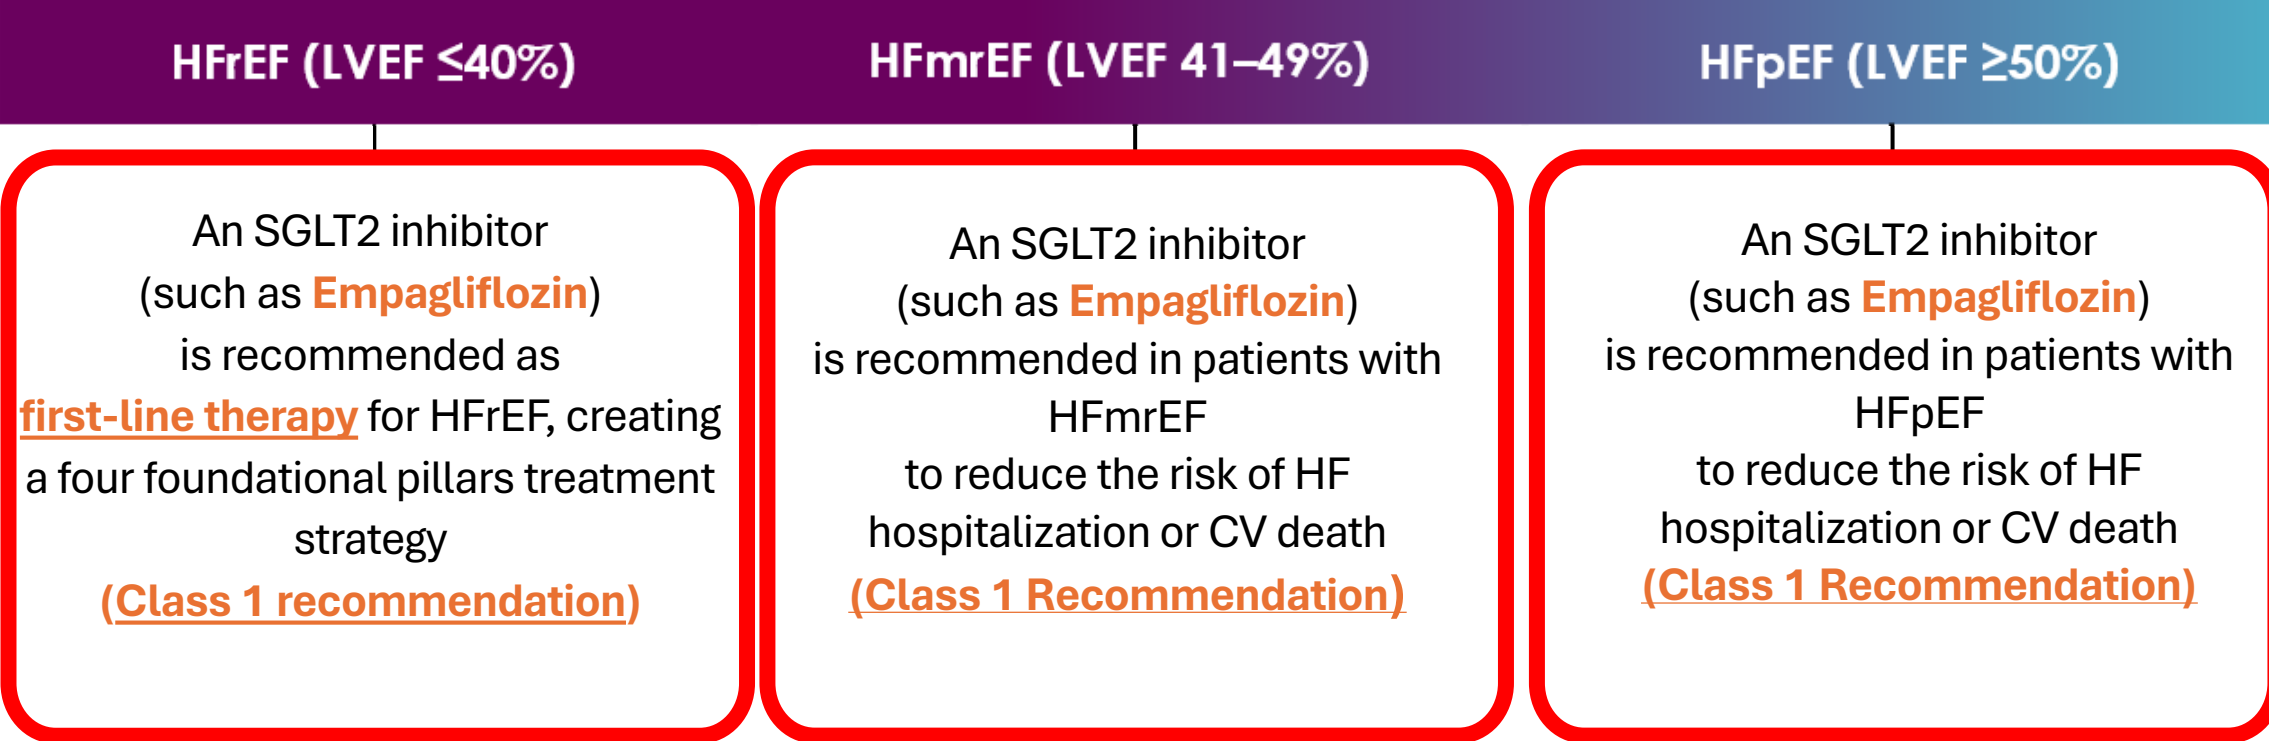 HFrEF (LVEF ≤40%)
An SGLT2 inhibitor
(such as Empagliflozin)
is recommended as
first-line therapy for HFrEF, creating
a four foundational pillars treatment
strategy
(Class 1 recommendation)
HFmrEF (LVEF 41–49%)
An SGLT2 inhibitor
(such as Empagliflozin)
is recommended in patients with
HFmrEF
to reduce the risk of HF
hospitalization or CV death
(Class 1 Recommendation)
HFpEF (LVEF ≥50%)
An SGLT2 inhibitor
(such as Empagliflozin)
is recommended in patients with
HFpEF
to reduce the risk of HF
hospitalization or CV death
(Class 1 Recommendation)